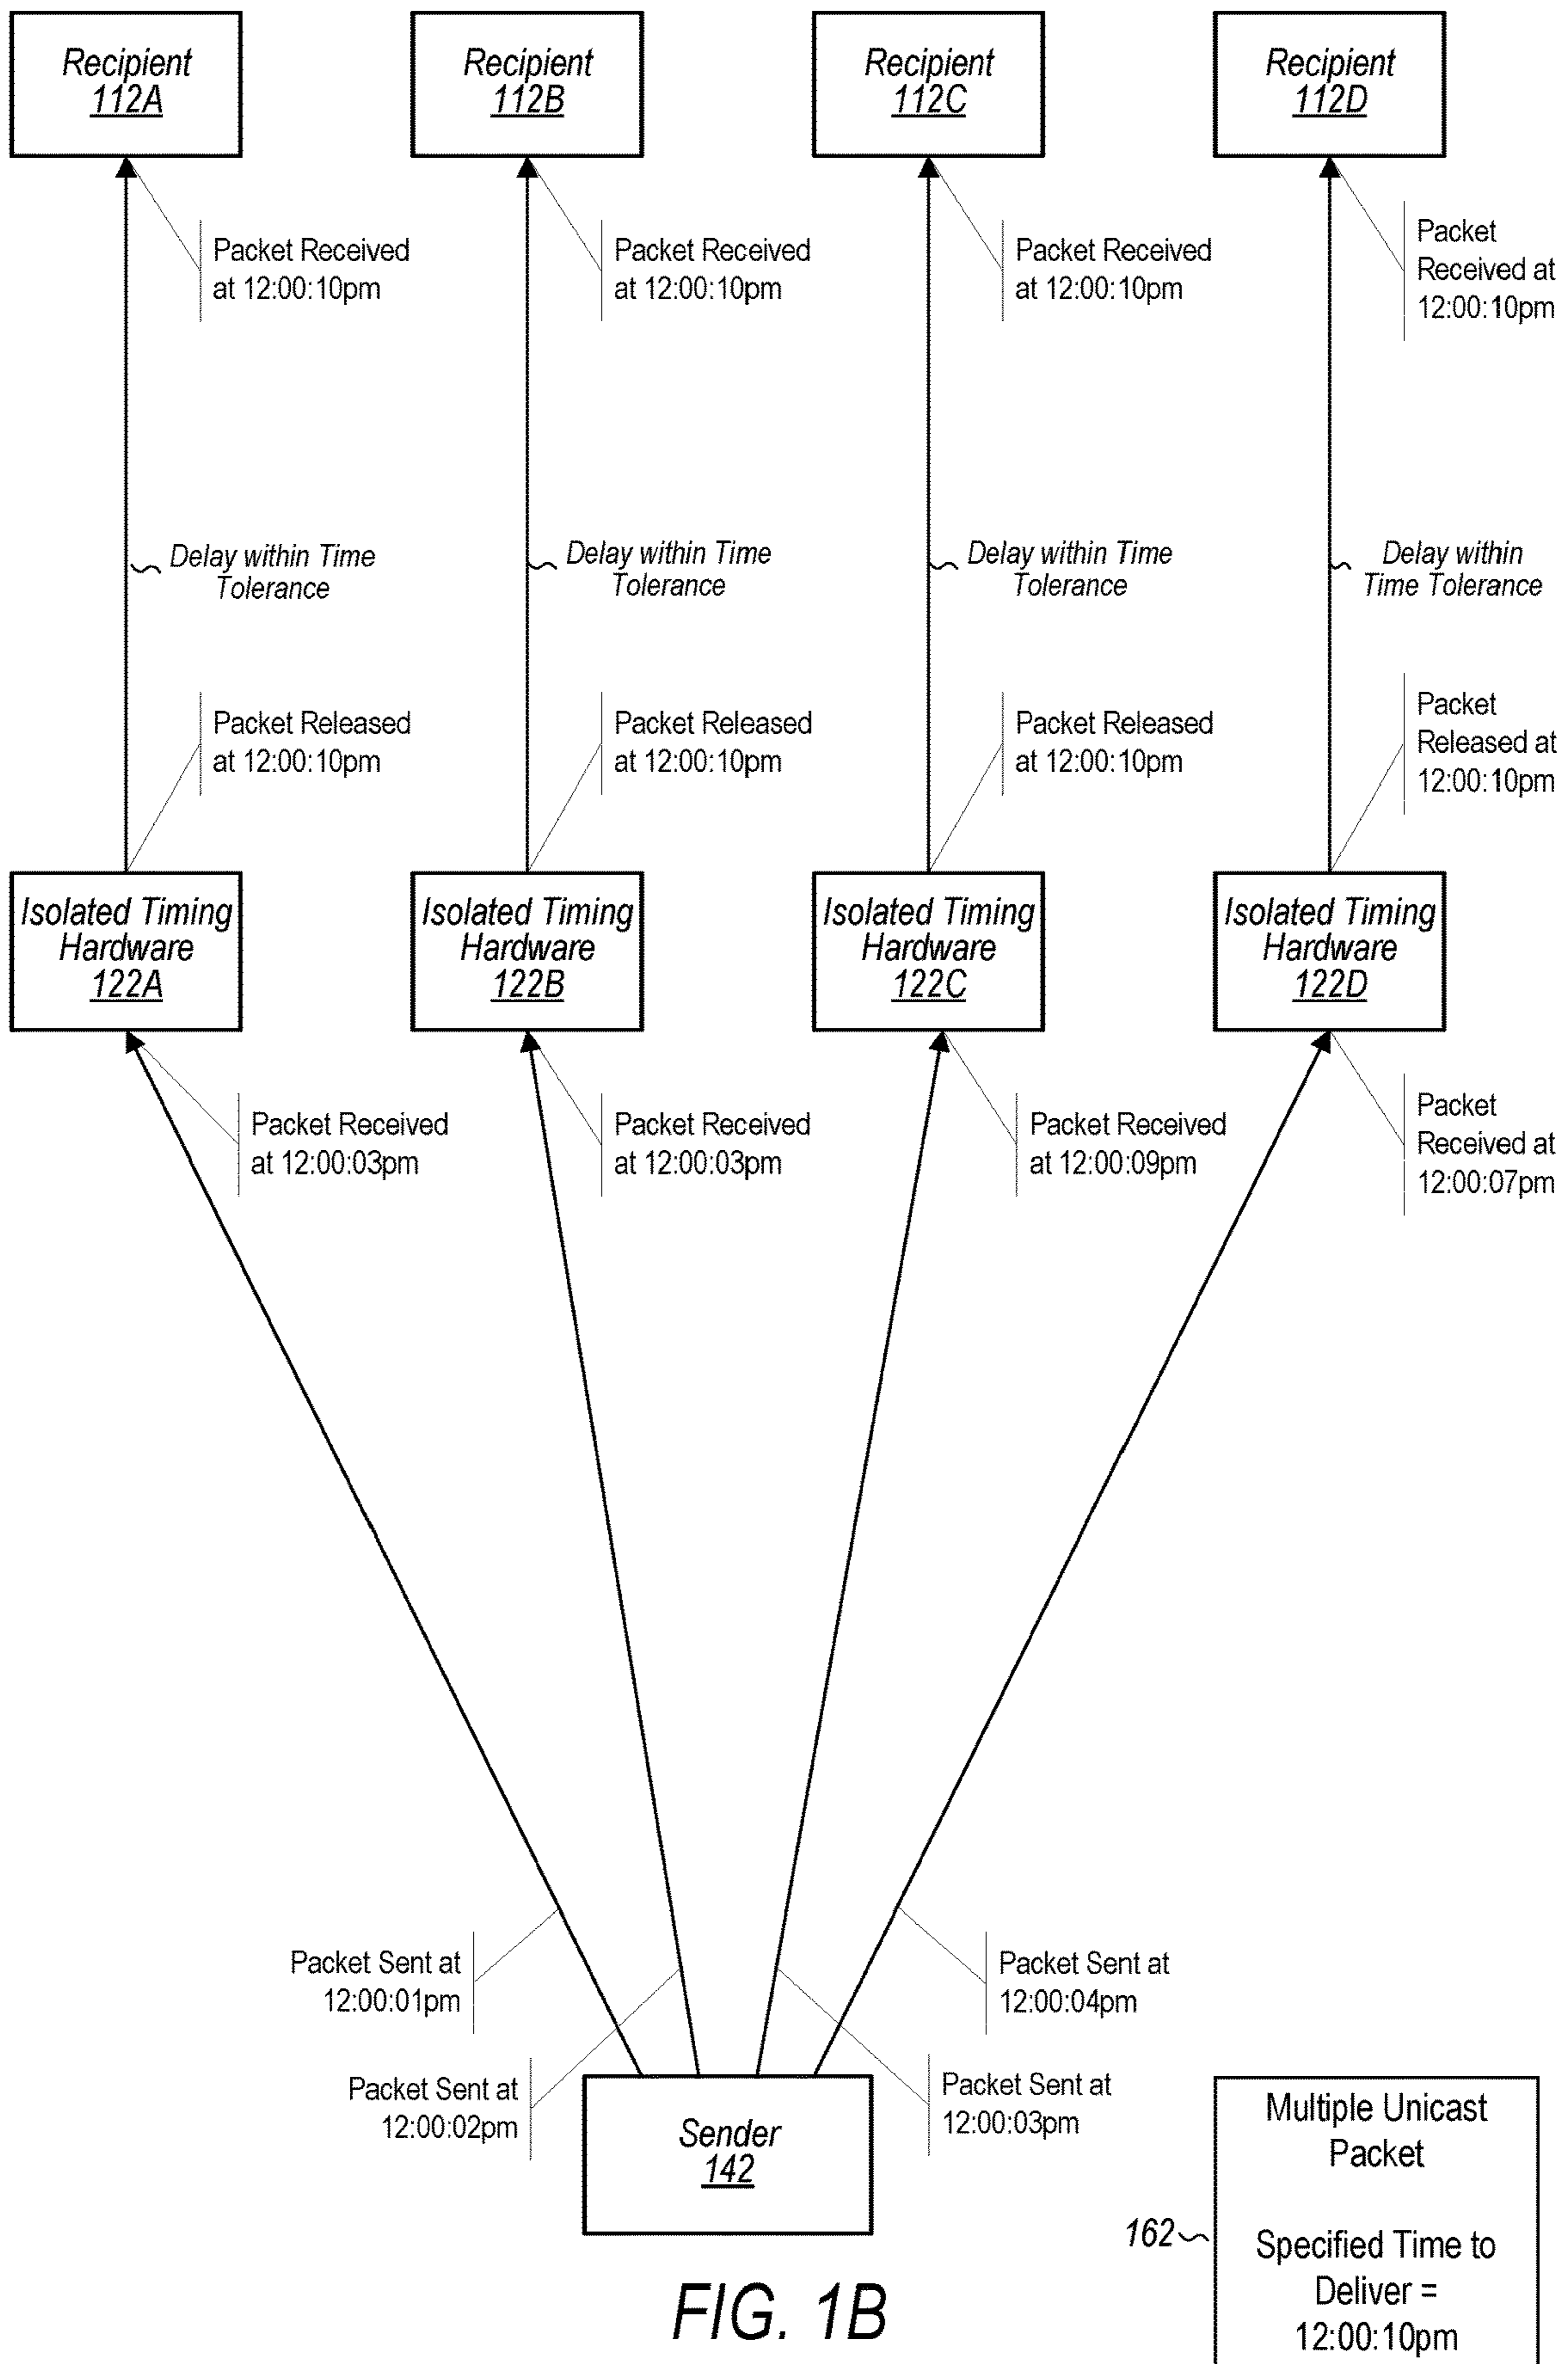 Recipient
112A
Recipient
112B
Recipient
112C
Recipient
112D
Packet Received
at 12:00:10pm
Packet Received
at 12:00:10pm
Packet Received
at 12:00:10pm
Packet
Received at
12:00:10pm
Delay within Time
Tolerance
Delay within Time
Tolerance
Delay within Time
Tolerance
Delay within
Time Tolerance
Packet Released
at 12:00:10pm
Packet Released
at 12:00:10pm
Packet Released
at 12:00:10pm
Packet
Released at
12:00:10pm
Isolated Timing
Hardware
122A
Isolated Timing
Hardware
122B
Isolated Timing
Hardware
122C
Isolated Timing
Hardware
122D
Packet Received
at 12:00:03pm
Packet Received
at 12:00:03pm
Packet Received
at 12:00:09pm
Packet
Received at
12:00:07pm
Packet Sent at
12:00:01pm
Packet Sent at
12:00:04pm
Packet Sent at
12:00:02pm
Packet Sent at
12:00:03pm
Sender
142
162
Multiple Unicast
Packet
Specified Time to
Deliver =
12:00:10pm
FIG. 1B